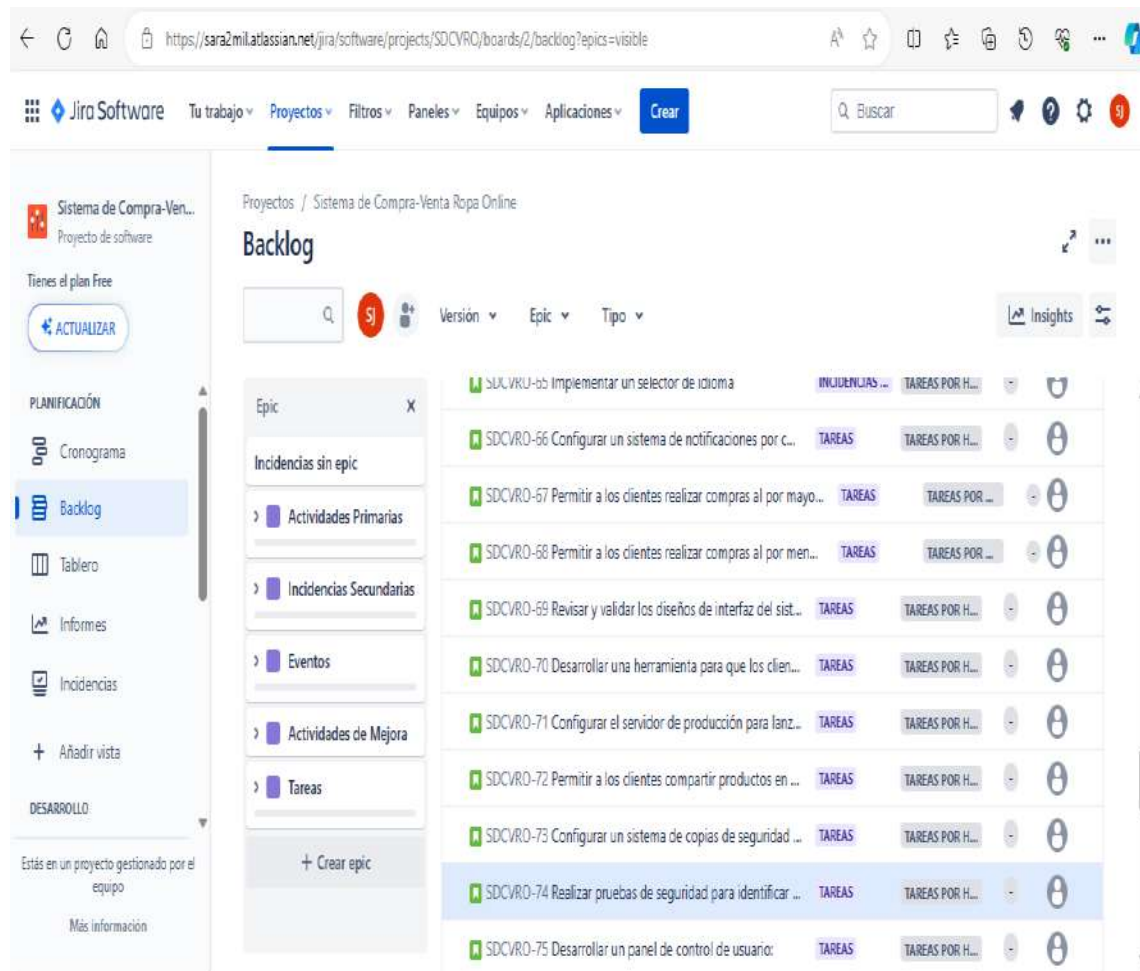 https://sara2mil.atlassian.net/jira/software/projects/SDCVRO/boards/2/backlog?epics=visible
Jira Software Tu trabajo Proyectos Filtros Paneles Equipos Aplicaciones Crear Buscar SJ
Sistema de Compra-Ven...
Proyecto de software
Tienes el plan Free
ACTUALIZAR
PLANIFICACIÓN
Cronograma
Backlog
Tablero
Informes
Incidencias
+ Añadir vista
DESARROLLO
Estás en un proyecto gestionado por el
equipo
Más información
Proyectos / Sistema de Compra-Venta Ropa Online
Backlog
SJ Versión Epic Tipo Insights
Epic X
Incidencias sin epic
Actividades Primarias
Incidencias Secundarias
Eventos
Actividades de Mejora
Tareas
+ Crear epic
SDCVRO-65 Implementar un selector de idioma INCIDENCIAS ... TAREAS POR H... -
SDCVRO-66 Configurar un sistema de notificaciones por c... TAREAS TAREAS POR H... -
SDCVRO-67 Permitir a los clientes realizar compras al por mayo... TAREAS TAREAS POR ... -
SDCVRO-68 Permitir a los clientes realizar compras al por men... TAREAS TAREAS POR ... -
SDCVRO-69 Revisar y validar los diseños de interfaz del sist... TAREAS TAREAS POR H... -
SDCVRO-70 Desarrollar una herramienta para que los clien... TAREAS TAREAS POR H... -
SDCVRO-71 Configurar el servidor de producción para lanz... TAREAS TAREAS POR H... -
SDCVRO-72 Permitir a los clientes compartir productos en ... TAREAS TAREAS POR H... -
SDCVRO-73 Configurar un sistema de copias de seguridad ... TAREAS TAREAS POR H... -
SDCVRO-74 Realizar pruebas de seguridad para identificar ... TAREAS TAREAS POR H... -
SDCVRO-75 Desarrollar un panel de control de usuario: TAREAS TAREAS POR H... -